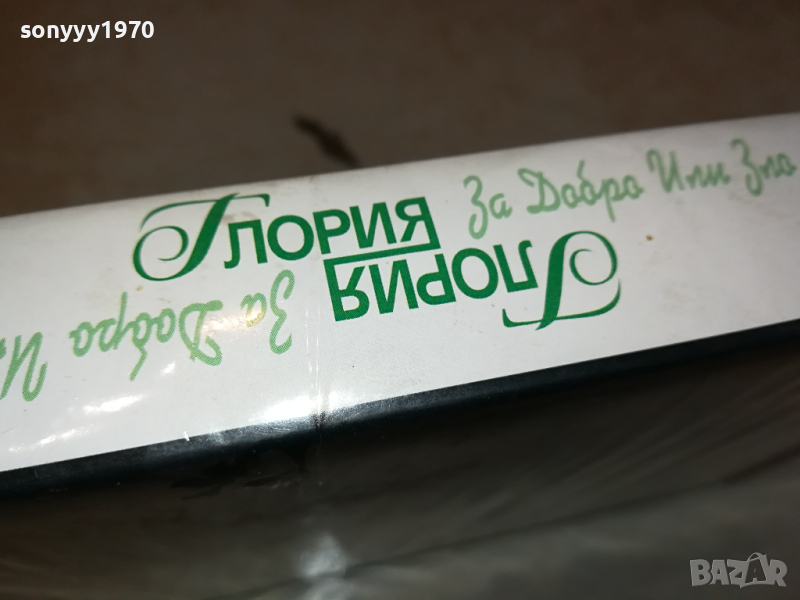 sonyyy1970
ГЛОРИЯ За Добро Или Зло
ГЛОРИЯ За Добро
BAZAR